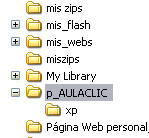 mis zips
mis_flash
mis_webs
miszips
My Library
p_AULACLIC
xp
Página Web personal